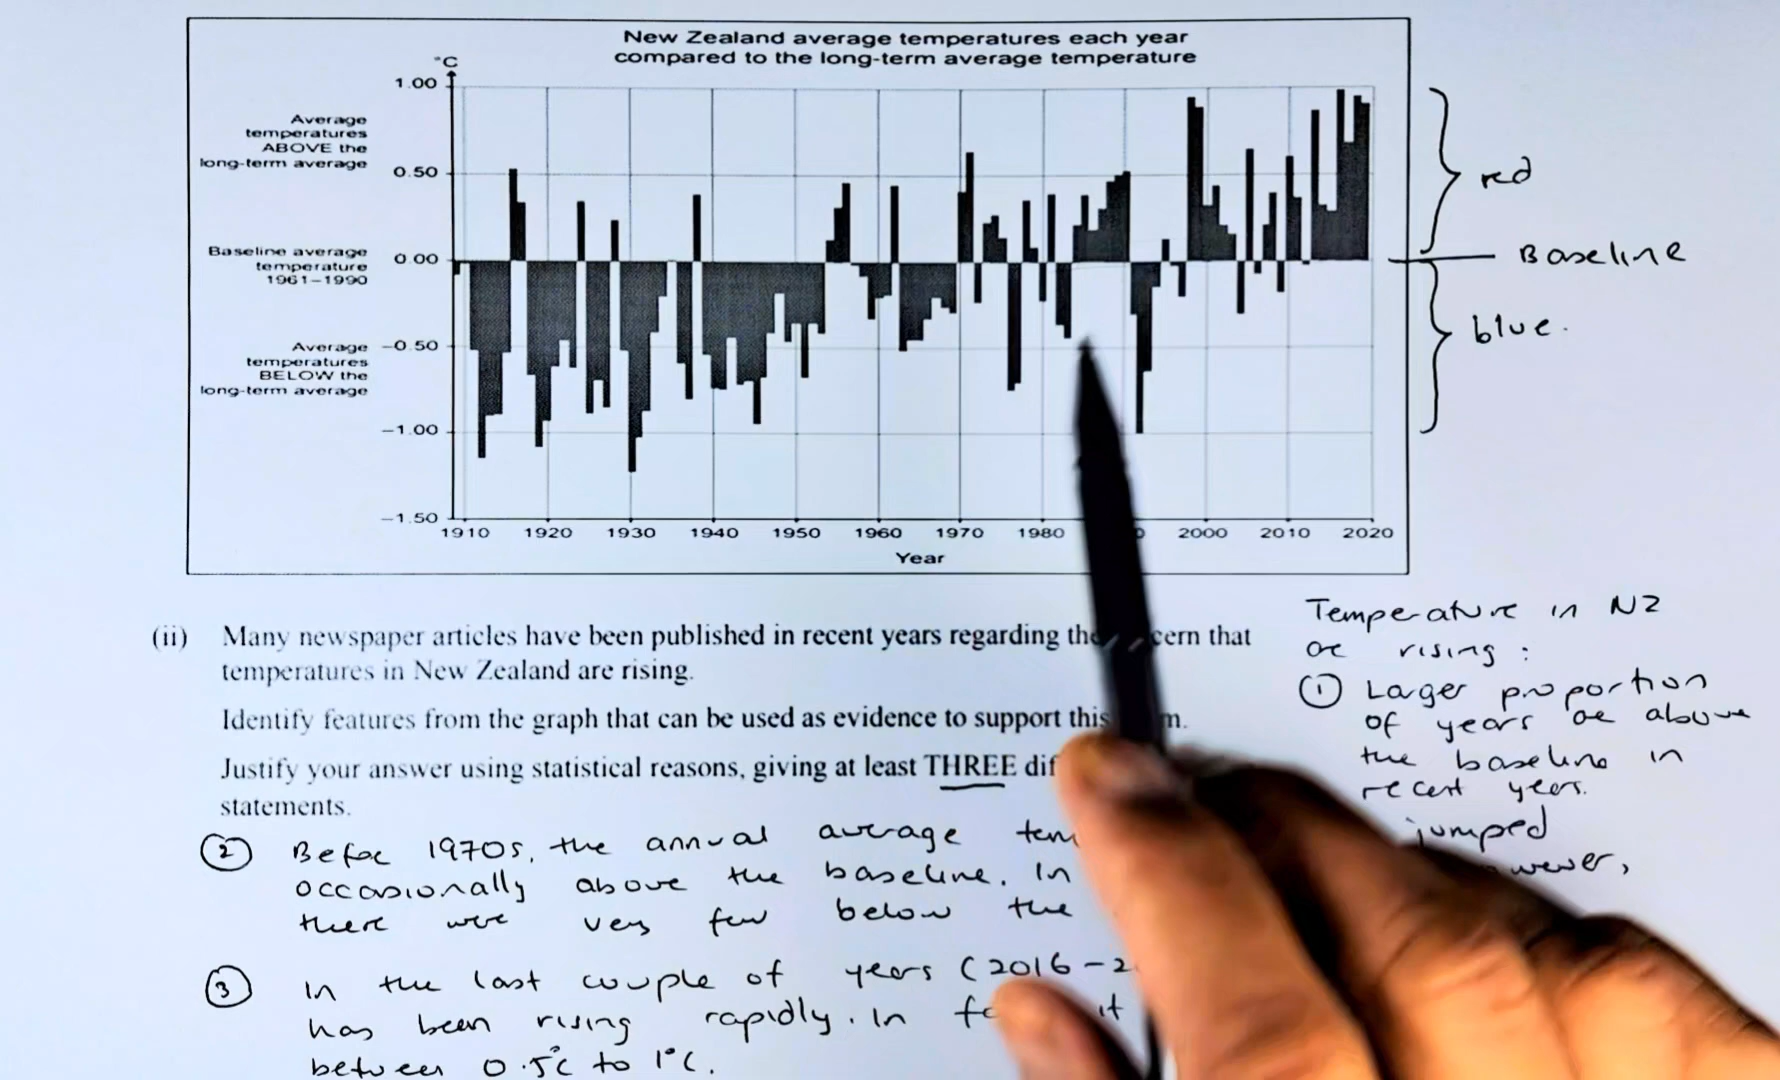 New Zealand average temperatures each year
compared to the long-term average temperature
°C
1.00
Average
temperatures
ABOVE the
long-term average
0.50
red
Baseline average
temperature
1961–1990
0.00
Baseline
Average
temperatures
BELOW the
long-term average
–0.50
blue.
–1.00
–1.50
1910 1920 1930 1940 1950 1960 1970 1980 2000 2010 2020
Year
Temperature in NZ
are rising :
① Larger proportion
of years are above
the baseline in
recent years.
jumped
(ii) Many newspaper articles have been published in recent years regarding that
temperatures in New Zealand are rising.
Identify features from the graph that can be used as evidence to support this
Justify your answer using statistical reasons, giving at least THREE
statements.
② Before 1970s, the annual average
occasionally above the baseline. In
there were very few below the
③ In the last couple of years (2016-2
has been rising rapidly. In it
between 0.5°C to 1°C.